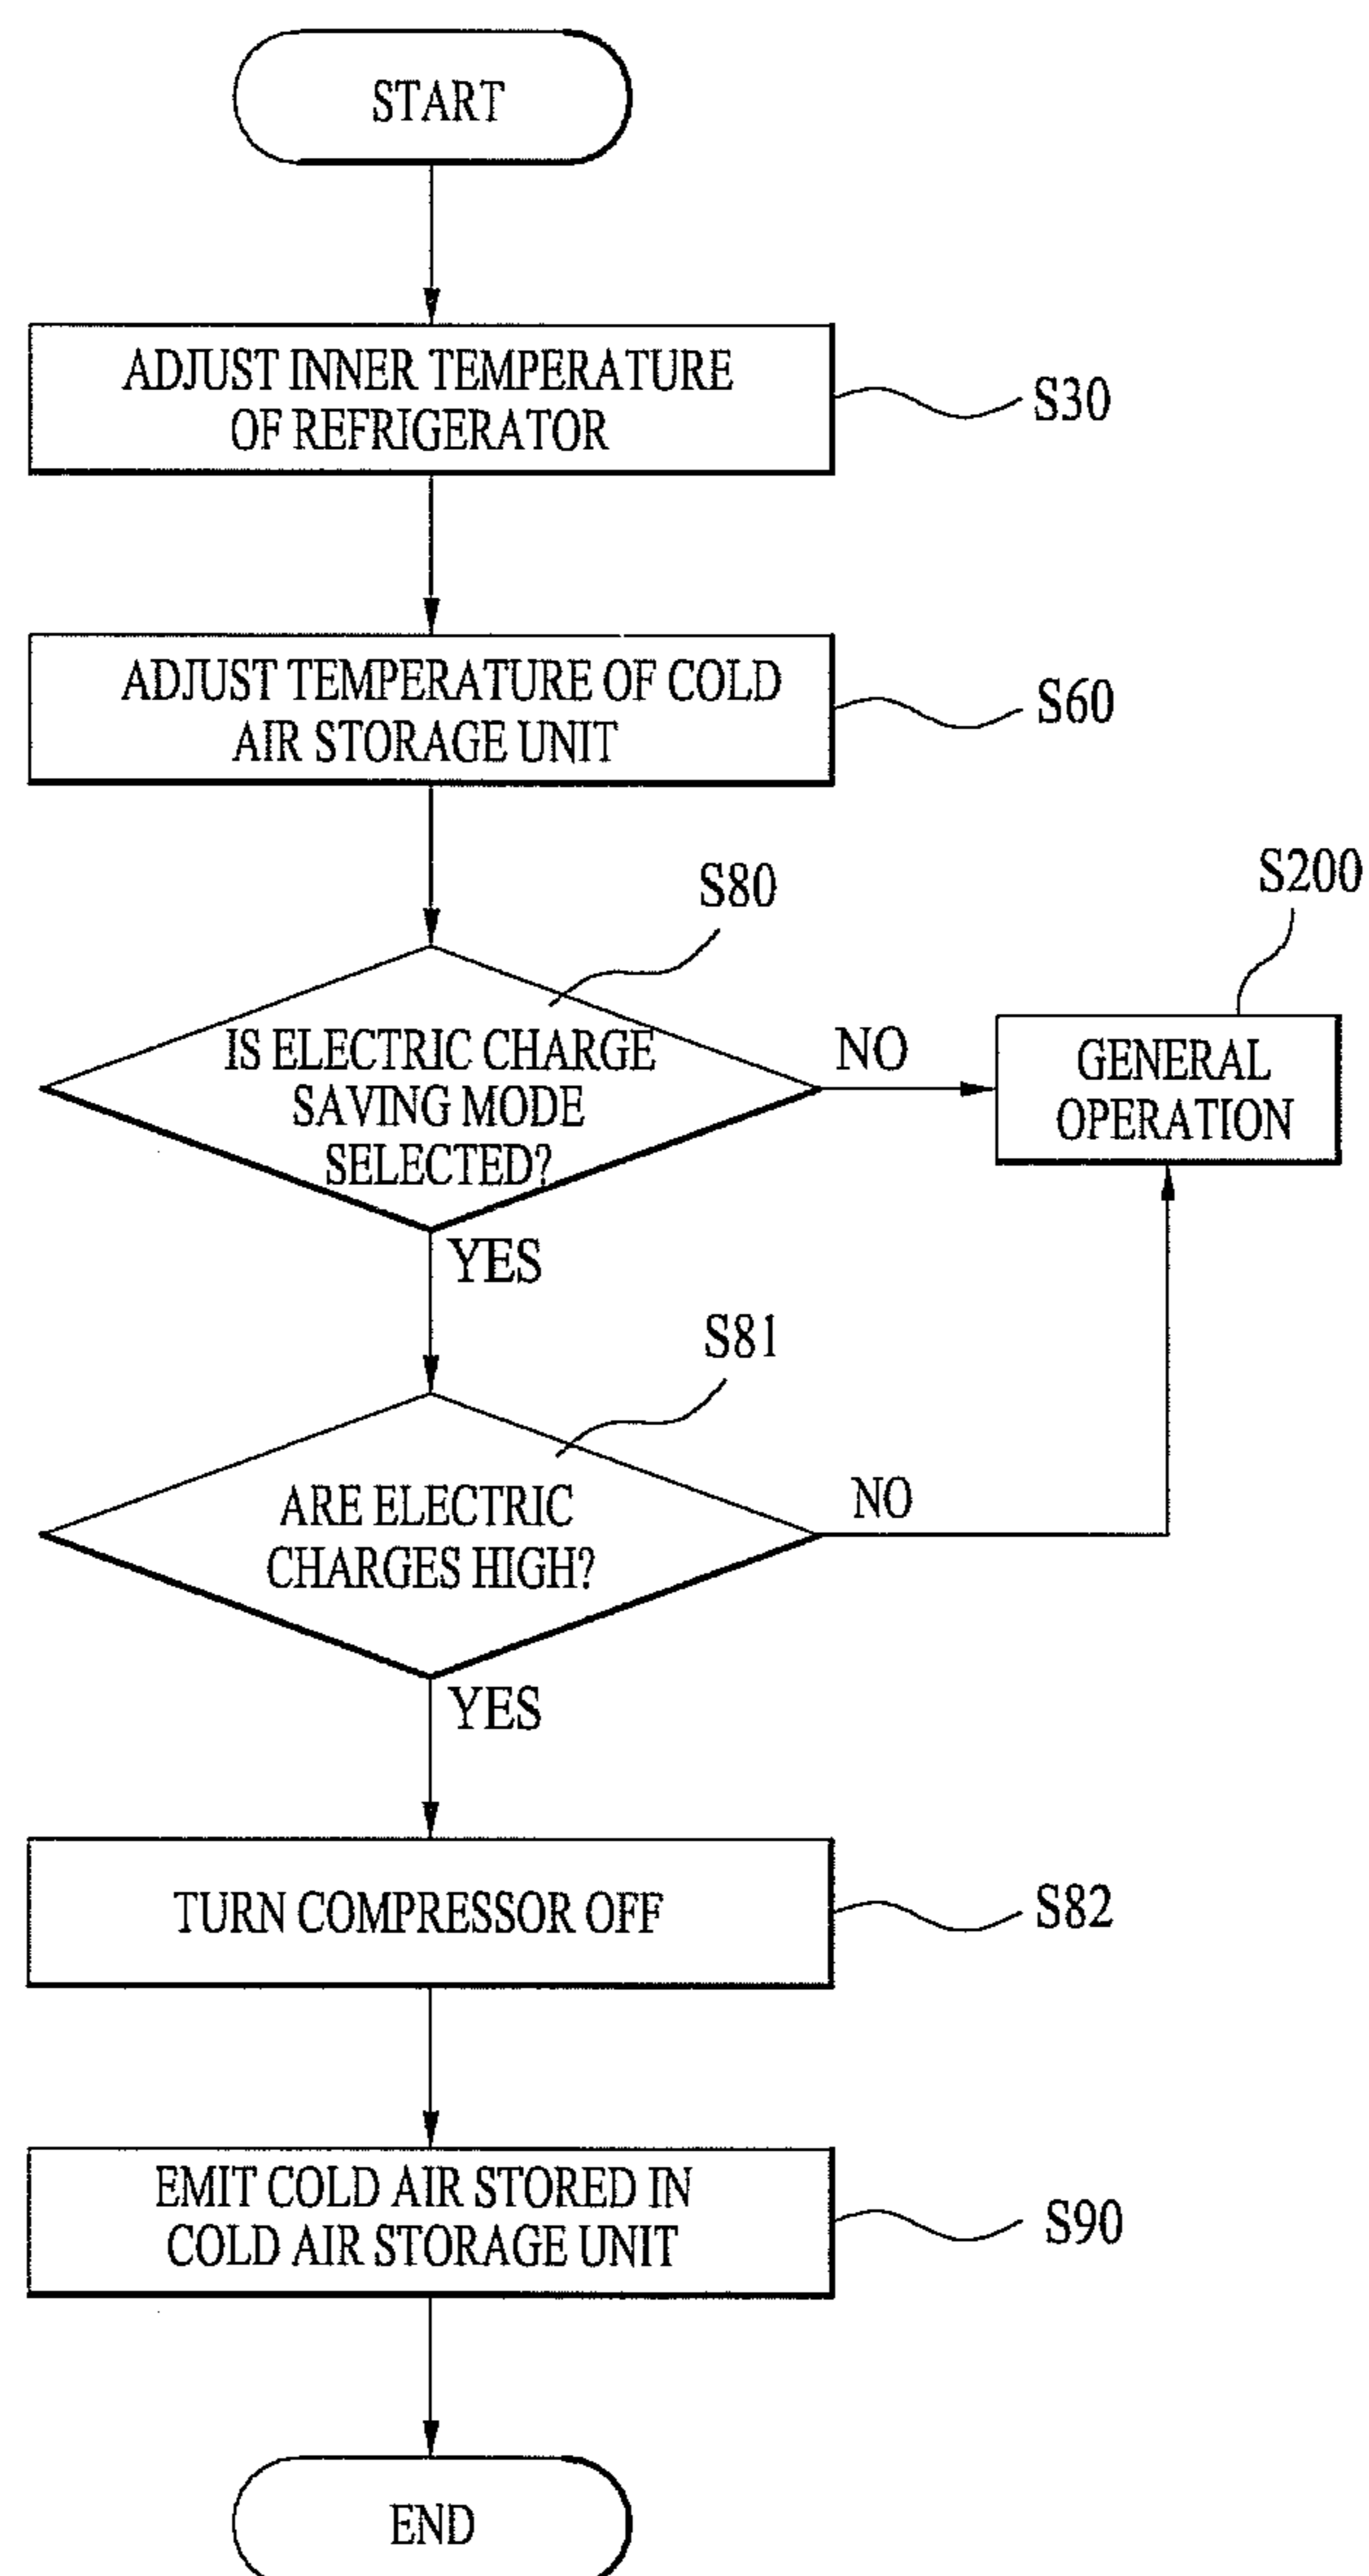 START
ADJUST INNER TEMPERATURE
OF REFRIGERATOR
S30
ADJUST TEMPERATURE OF COLD
AIR STORAGE UNIT
S60
S80
S200
IS ELECTRIC CHARGE
SAVING MODE
SELECTED?
NO
GENERAL
OPERATION
YES
S81
ARE ELECTRIC
CHARGES HIGH?
NO
YES
TURN COMPRESSOR OFF
S82
EMIT COLD AIR STORED IN
COLD AIR STORAGE UNIT
S90
END